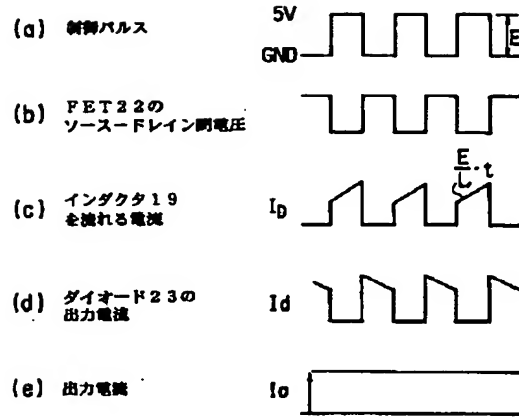 (a) 制御パルス
5V
GND
E
(b) FET22の
ソースードレイン間電圧
(c) インダクタ19
を流れる電流
ID
E/L・t
(d) ダイオード23の
出力電流
Id
(e) 出力電流
Io